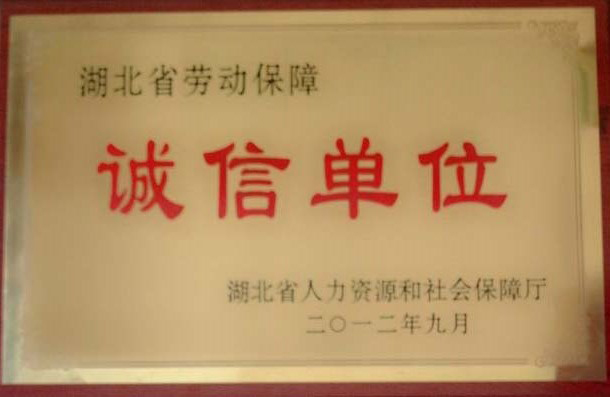 湖北省劳动保障
诚信单位
湖北省人力资源和社会保障厅
二〇一二年九月